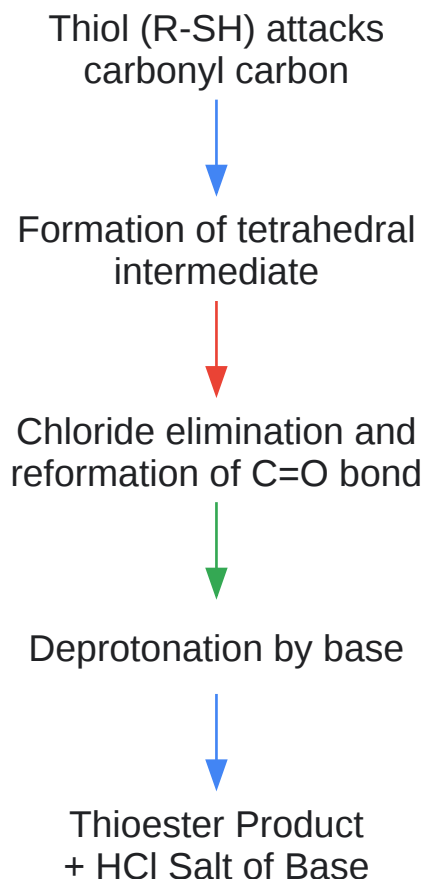 Thiol (R-SH) attacks
carbonyl carbon
Formation of tetrahedral
intermediate
Chloride elimination and
reformation of C=O bond
Deprotonation by base
Thioester Product
+ HCl Salt of Base